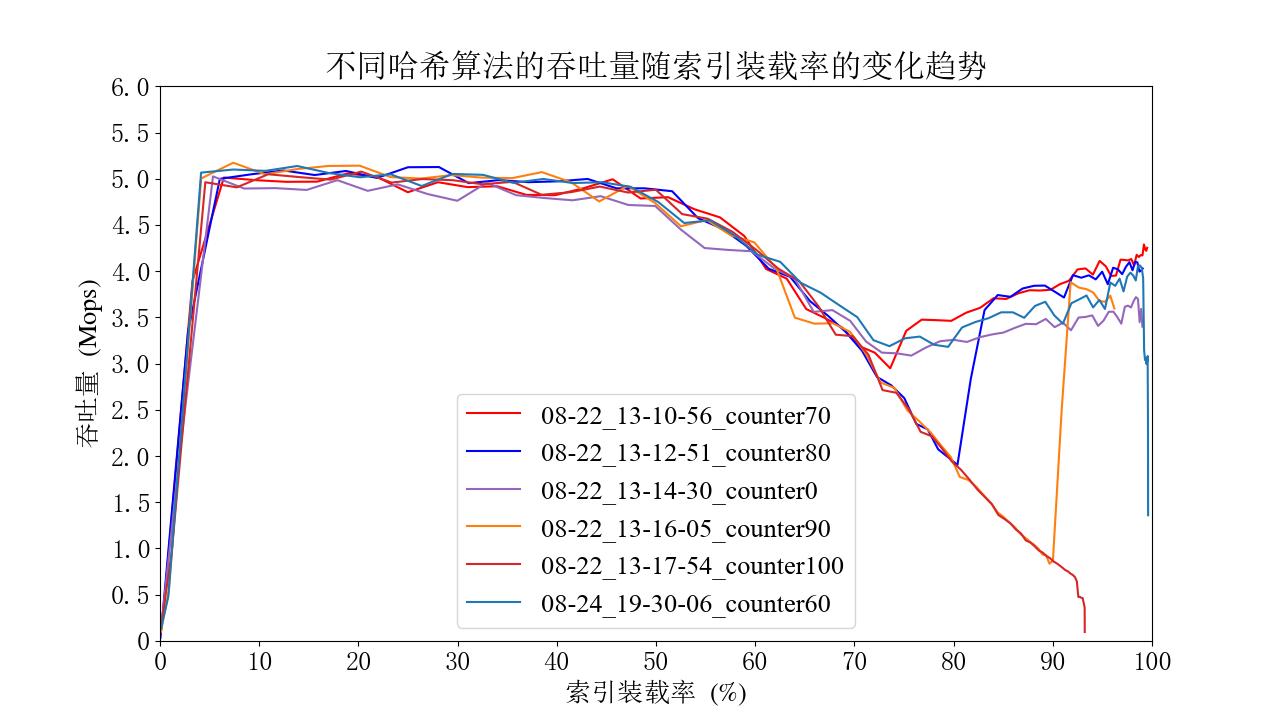 不同哈希算法的吞吐量随索引装载率的变化趋势
6.0
5.5
5.0
4.5
4.0
3.5
3.0
2.5
2.0
1.5
1.0
0.5
0
吞吐量 (Mops)
08-22_13-10-56_counter70
08-22_13-12-51_counter80
08-22_13-14-30_counter0
08-22_13-16-05_counter90
08-22_13-17-54_counter100
08-24_19-30-06_counter60
0 10 20 30 40 50 60 70 80 90 100
索引装载率 (%)